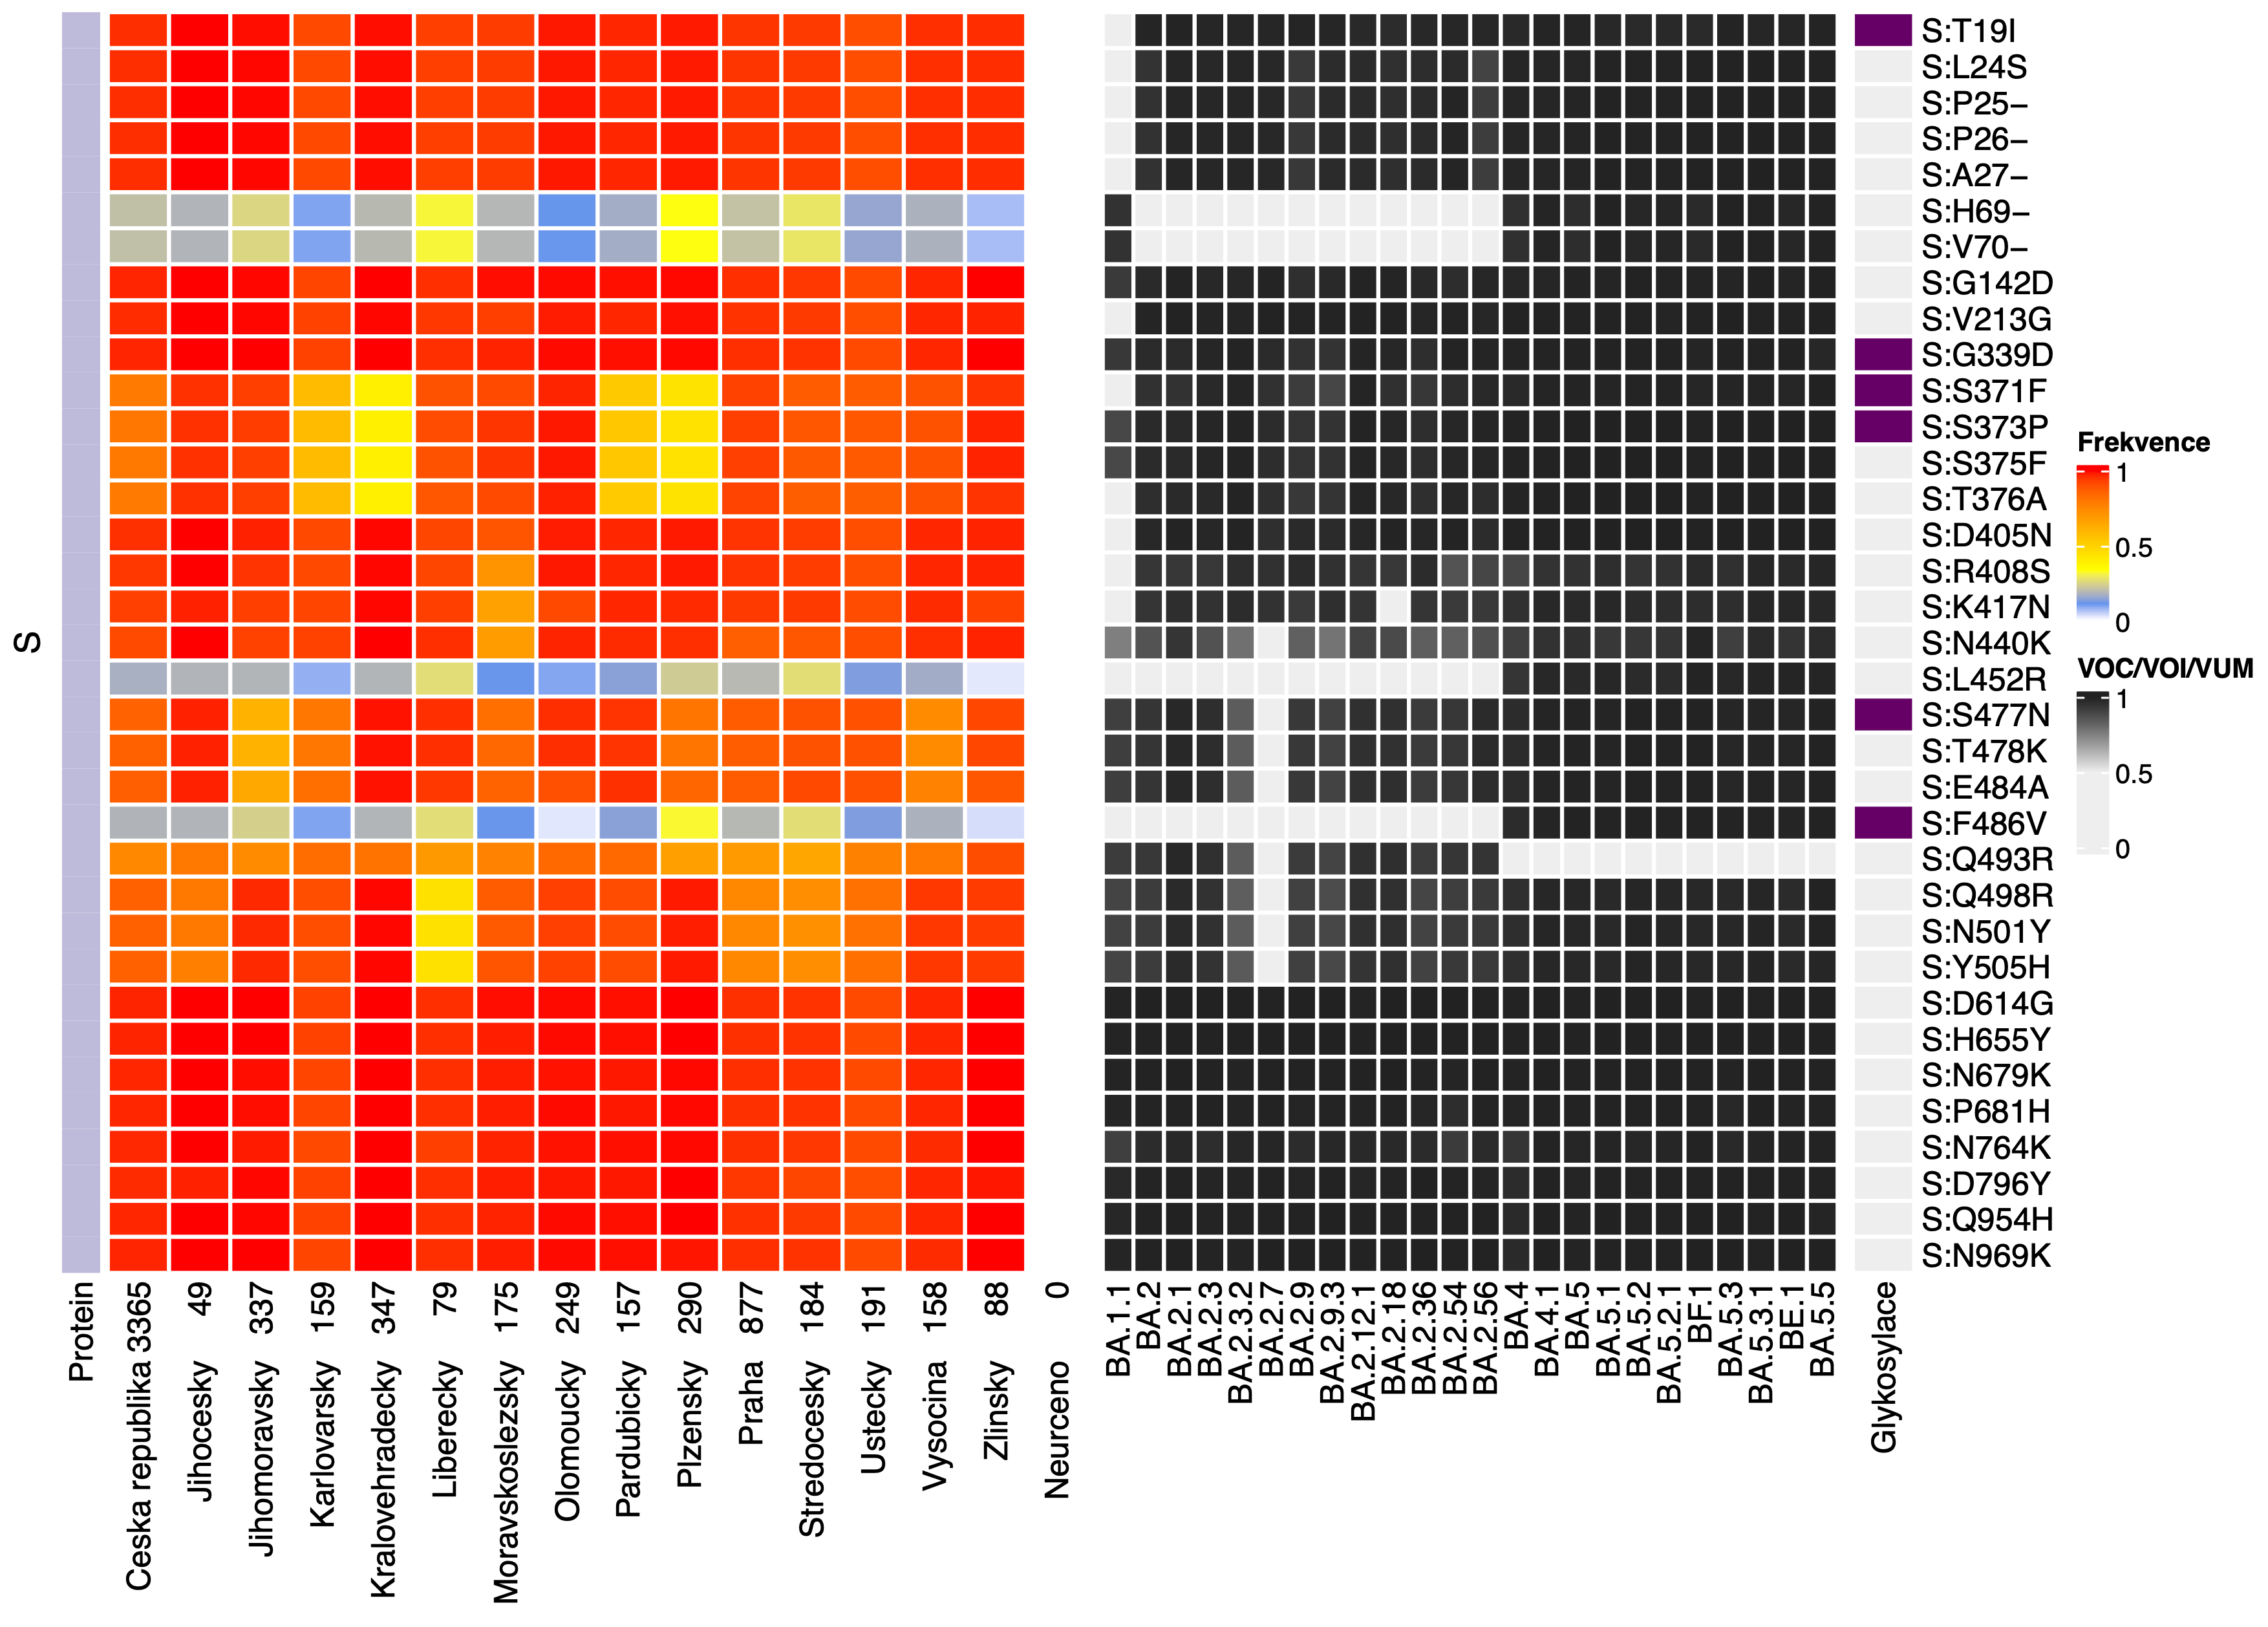 S
S:T19I
S:L24S
S:P25−
S:P26−
S:A27−
S:H69−
S:V70−
S:G142D
S:V213G
S:G339D
S:S371F
S:S373P
S:S375F
S:T376A
S:D405N
S:R408S
S:K417N
S:N440K
S:L452R
S:S477N
S:T478K
S:E484A
S:F486V
S:Q493R
S:Q498R
S:N501Y
S:Y505H
S:D614G
S:H655Y
S:N679K
S:P681H
S:N764K
S:D796Y
S:Q954H
S:N969K
Frekvence
1
0.5
0
VOC/VOI/VUM
1
0.5
0
Protein
Ceska republika 3365
Jihocesky 49
Jihomoravsky 337
Karlovarsky 159
Kralovehradecky 347
Liberecky 79
Moravskoslezsky 175
Olomoucky 249
Pardubicky 157
Plzensky 290
Praha 877
Stredocesky 184
Ustecky 191
Vysocina 158
Zlinsky 88
Neurceno 0
BA.1.1
BA.2
BA.2.1
BA.2.3
BA.2.3.2
BA.2.7
BA.2.9
BA.2.9.3
BA.2.12.1
BA.2.18
BA.2.36
BA.2.54
BA.2.56
BA.4
BA.4.1
BA.5
BA.5.1
BA.5.2
BA.5.2.1
BF.1
BA.5.3
BA.5.3.1
BE.1
BA.5.5
Glykosylace